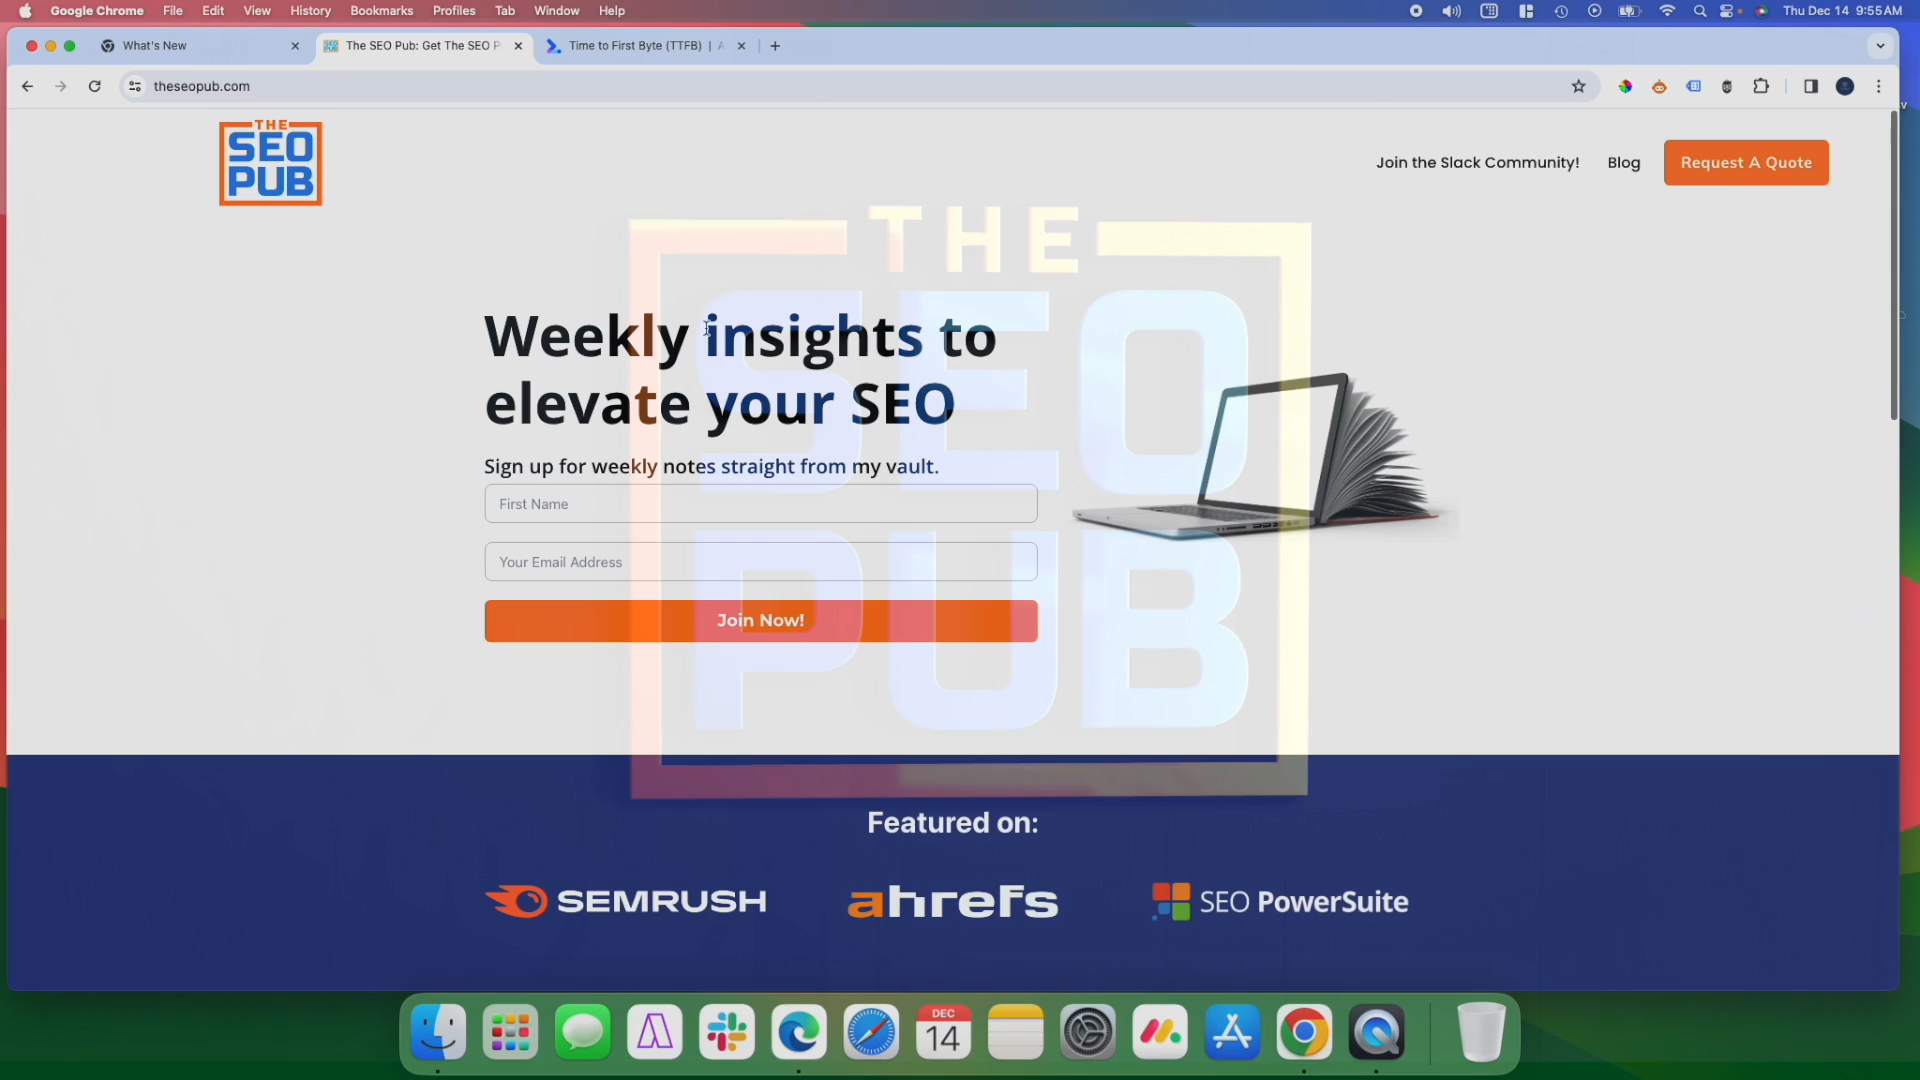 Google Chrome File Edit View History Bookmarks Profiles Tab Window Help Thu Dec 14 9:55 AM
What's New The SEO Pub: Get The SEO P Time to First Byte (TTFB) |
theseopub.com
THE
SEO
PUB
Join the Slack Community! Blog Request A Quote
THE
SEO
PUB
Weekly insights to
elevate your SEO
Sign up for weekly notes straight from my vault.
First Name
Your Email Address
Join Now!
Featured on:
SEMRUSH ahrefs SEO PowerSuite
DEC
14